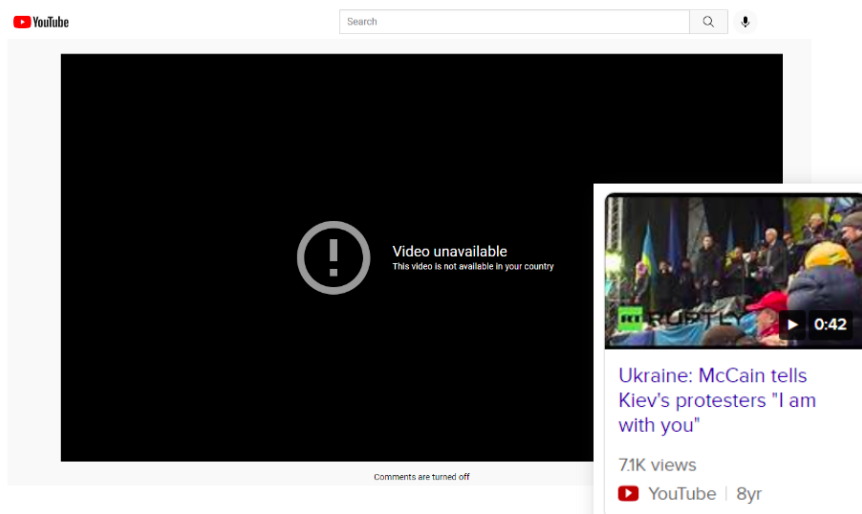 YouTube
Search
Video unavailable
This video is not available in your country
Comments are turned off
RT RUPTLY
0:42
Ukraine: McCain tells
Kiev's protesters "I am
with you"
7.1K views
YouTube | 8yr